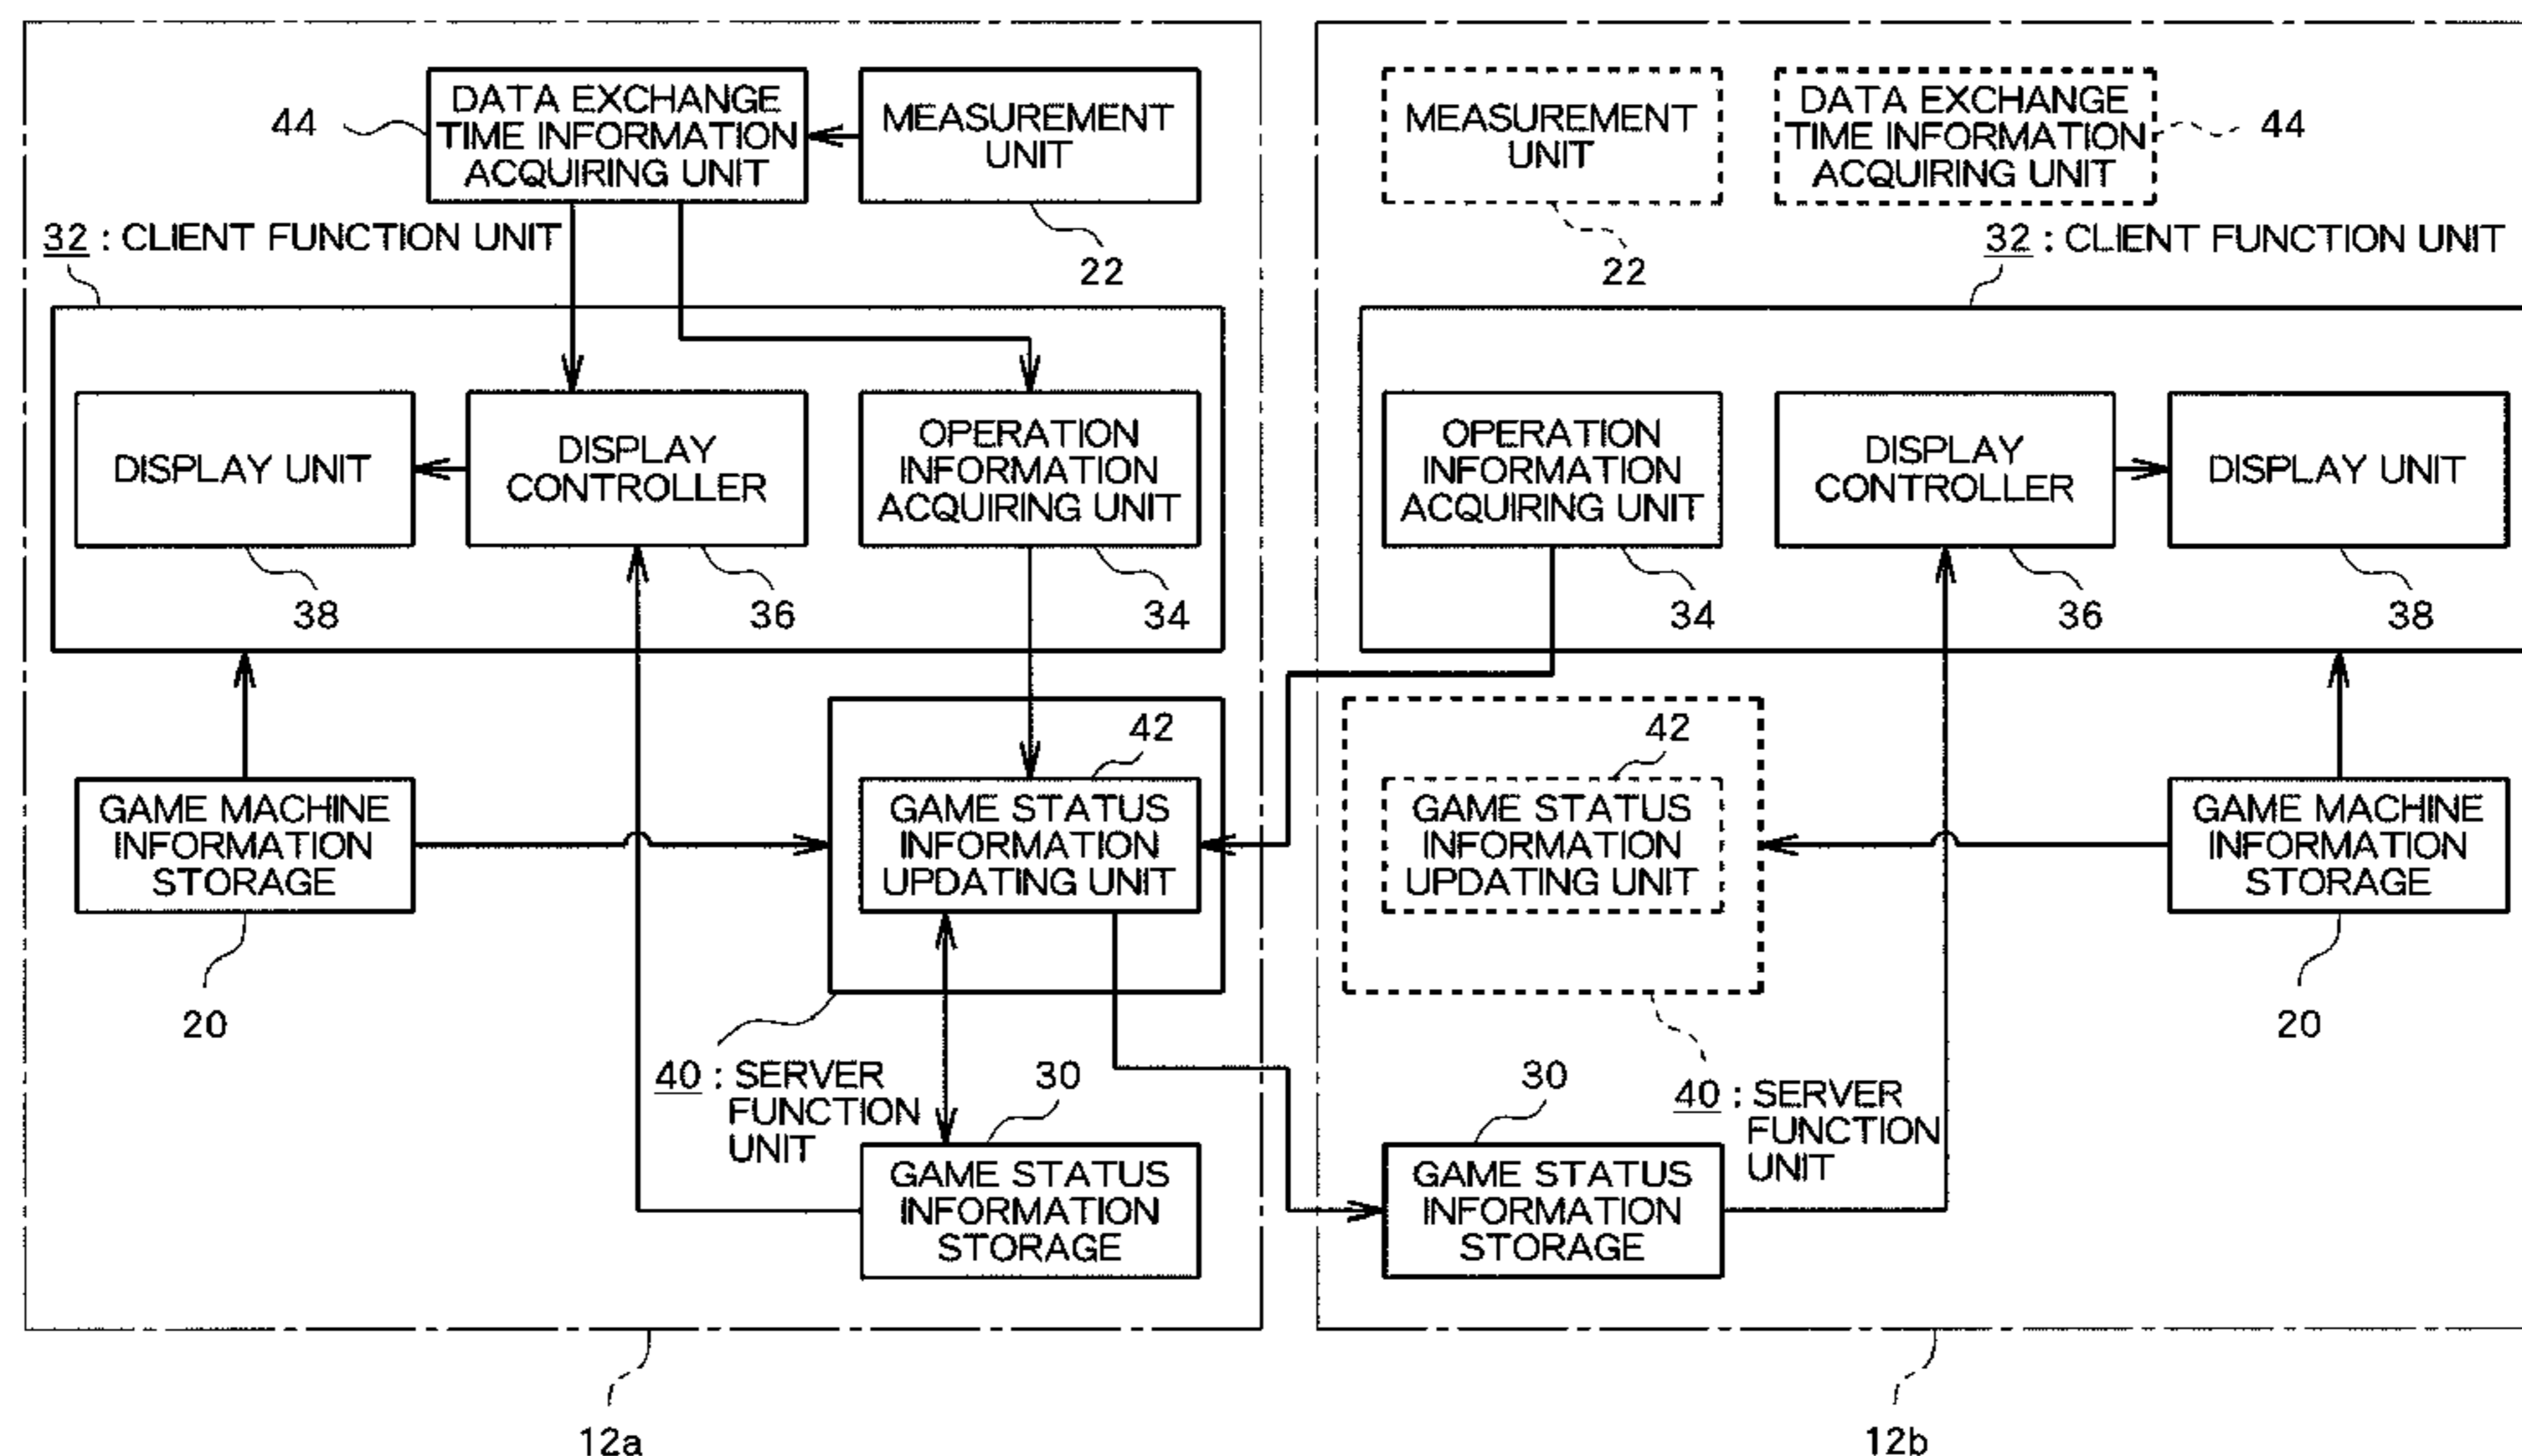 DATA EXCHANGE
TIME INFORMATION
ACQUIRING UNIT
44
MEASUREMENT
UNIT
22
32 : CLIENT FUNCTION UNIT
DISPLAY UNIT
38
DISPLAY
CONTROLLER
36
OPERATION
INFORMATION
ACQUIRING UNIT
34
GAME MACHINE
INFORMATION
STORAGE
20
42
GAME STATUS
INFORMATION
UPDATING UNIT
40 : SERVER
FUNCTION
UNIT
30
GAME STATUS
INFORMATION
STORAGE
12a
MEASUREMENT
UNIT
22
DATA EXCHANGE
TIME INFORMATION
ACQUIRING UNIT
44
32 : CLIENT FUNCTION UNIT
OPERATION
INFORMATION
ACQUIRING UNIT
34
DISPLAY
CONTROLLER
36
DISPLAY UNIT
38
42
GAME STATUS
INFORMATION
UPDATING UNIT
40 : SERVER
FUNCTION
UNIT
GAME MACHINE
INFORMATION
STORAGE
20
30
GAME STATUS
INFORMATION
STORAGE
12b